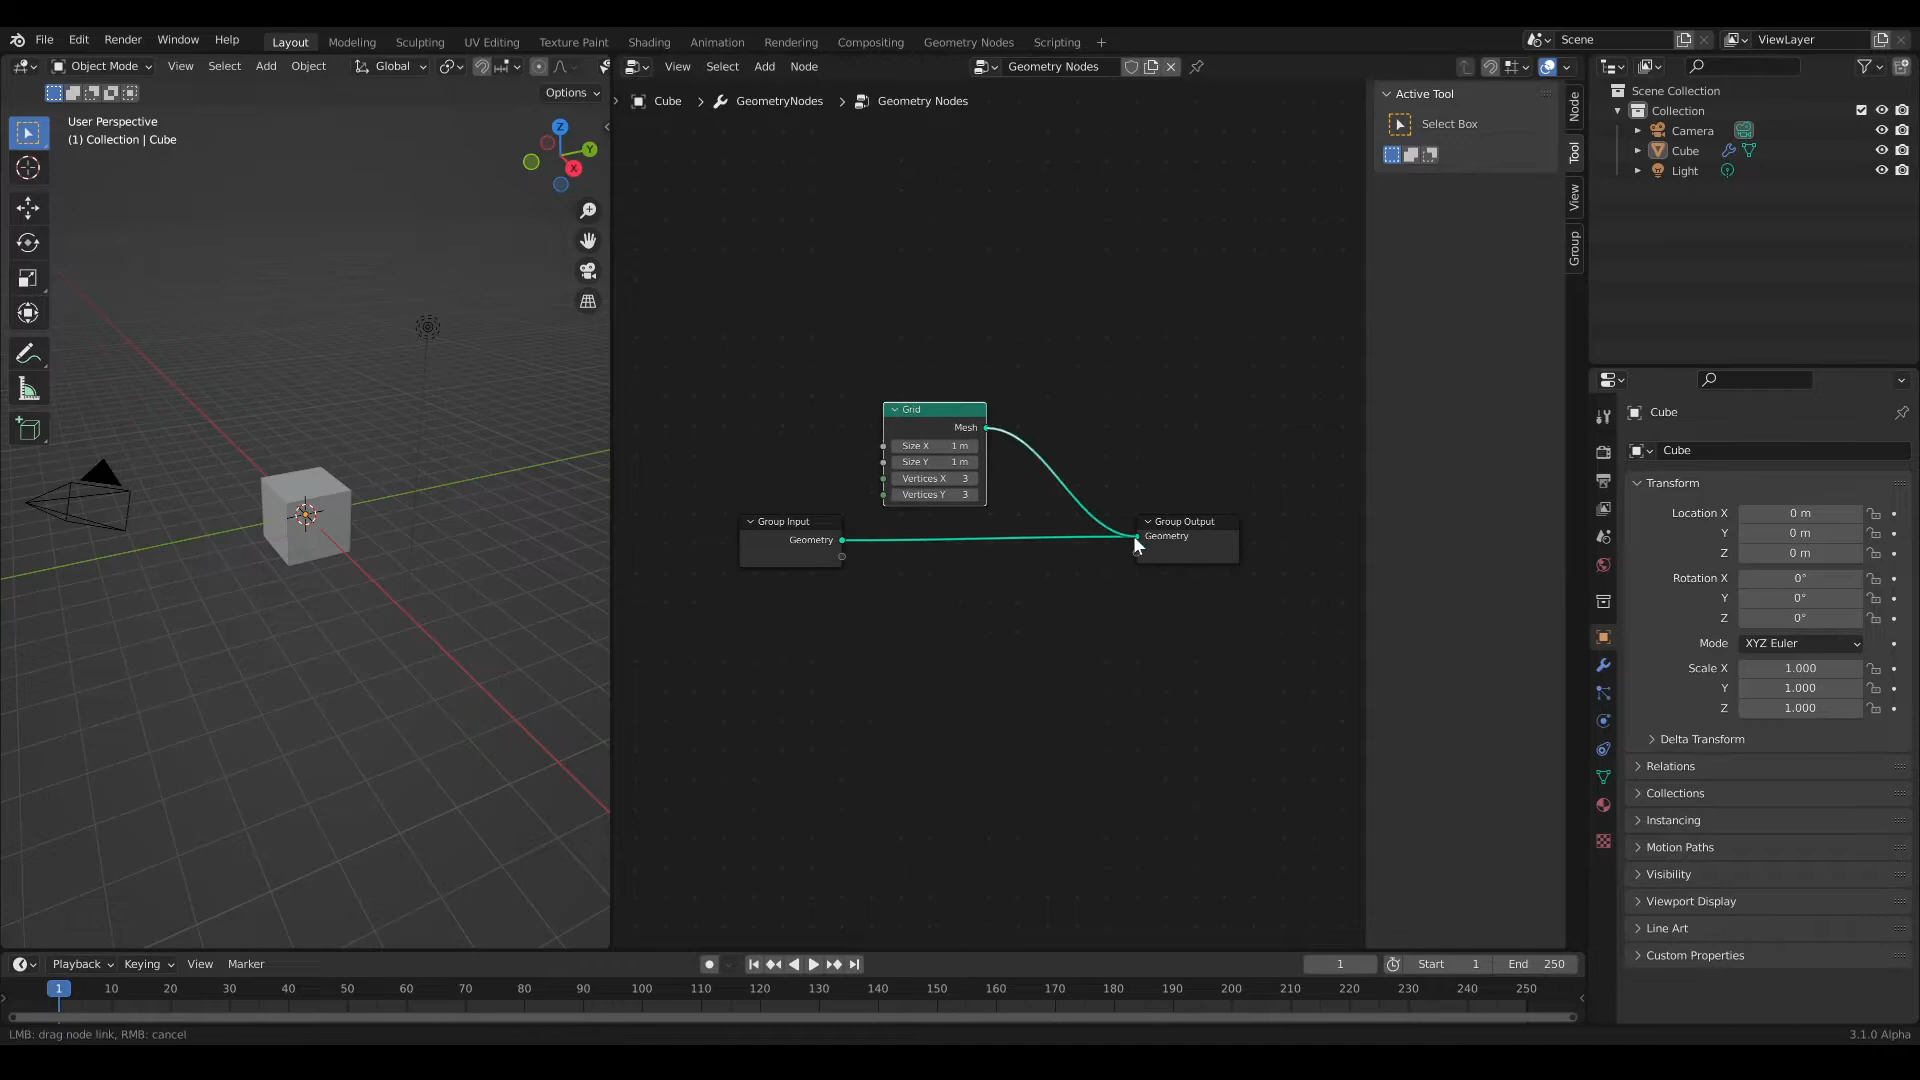 File Edit Render Window Help
Layout Modeling Sculpting UV Editing Texture Paint Shading Animation Rendering Compositing Geometry Nodes Scripting
Scene
ViewLayer
Object Mode View Select Add Object
Global
Options
User Perspective
(1) Collection | Cube
Z
Y
X
View Select Add Node
Geometry Nodes
Cube GeometryNodes Geometry Nodes
Grid
Mesh
Size X 1 m
Size Y 1 m
Vertices X 3
Vertices Y 3
Group Input
Geometry
Group Output
Geometry
Active Tool
Select Box
Node
Tool
View
Group
Scene Collection
Collection
Camera
Cube
Light
Cube
Cube
Transform
Location X 0 m
Y 0 m
Z 0 m
Rotation X 0°
Y 0°
Z 0°
Mode XYZ Euler
Scale X 1.000
Y 1.000
Z 1.000
Delta Transform
Relations
Collections
Instancing
Motion Paths
Visibility
Viewport Display
Line Art
Custom Properties
Playback Keying View Marker
1
Start 1
End 250
1 10 20 30 40 50 60 70 80 90 100 110 120 130 140 150 160 170 180 190 200 210 220 230 240 250
LMB: drag node link, RMB: cancel
3.1.0 Alpha